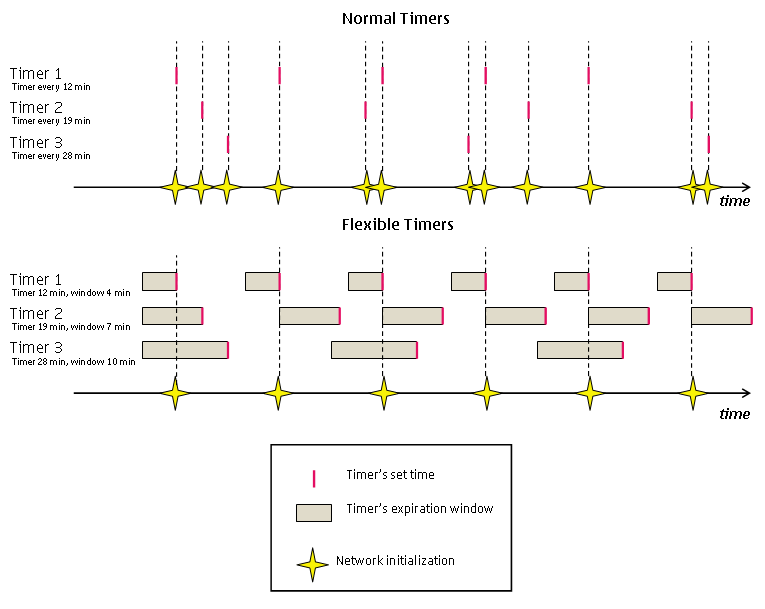 Normal Timers
Timer 1
Timer every 12 min
Timer 2
Timer every 19 min
Timer 3
Timer every 28 min
time
Flexible Timers
Timer 1
Timer 12 min, window 4 min
Timer 2
Timer 19 min, window 7 min
Timer 3
Timer 28 min, window 10 min
time
Timer's set time
Timer's expiration window
Network initialization